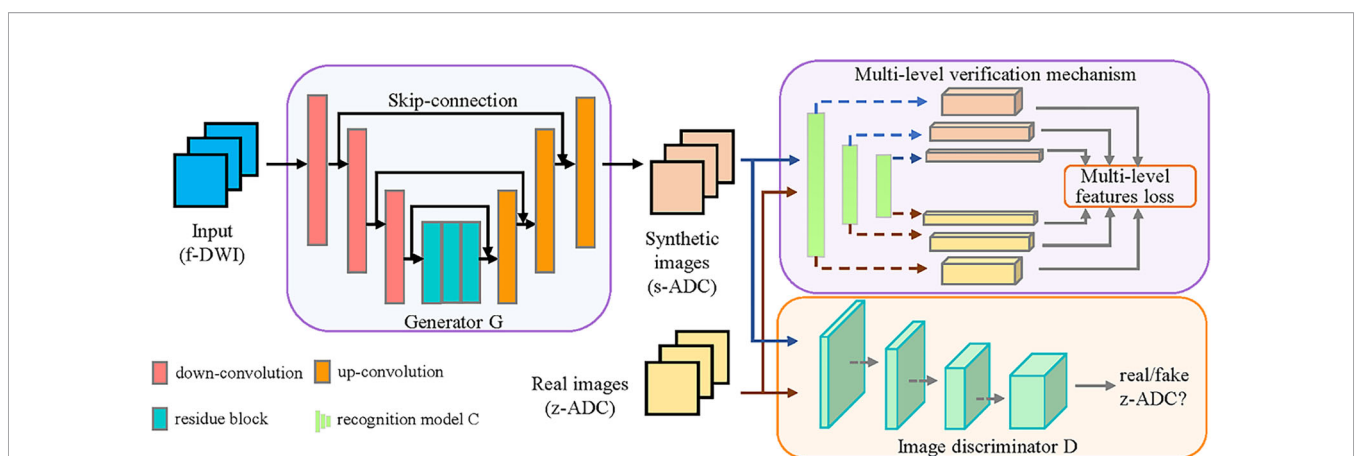 Multi-level verification mechanism
Skip-connection
Input
(f-DWI)
Synthetic
images
(s-ADC)
Multi-level
features loss
Generator G
down-convolution
up-convolution
residue block
recognition model C
Real images
(z-ADC)
real/fake
z-ADC?
Image discriminator D